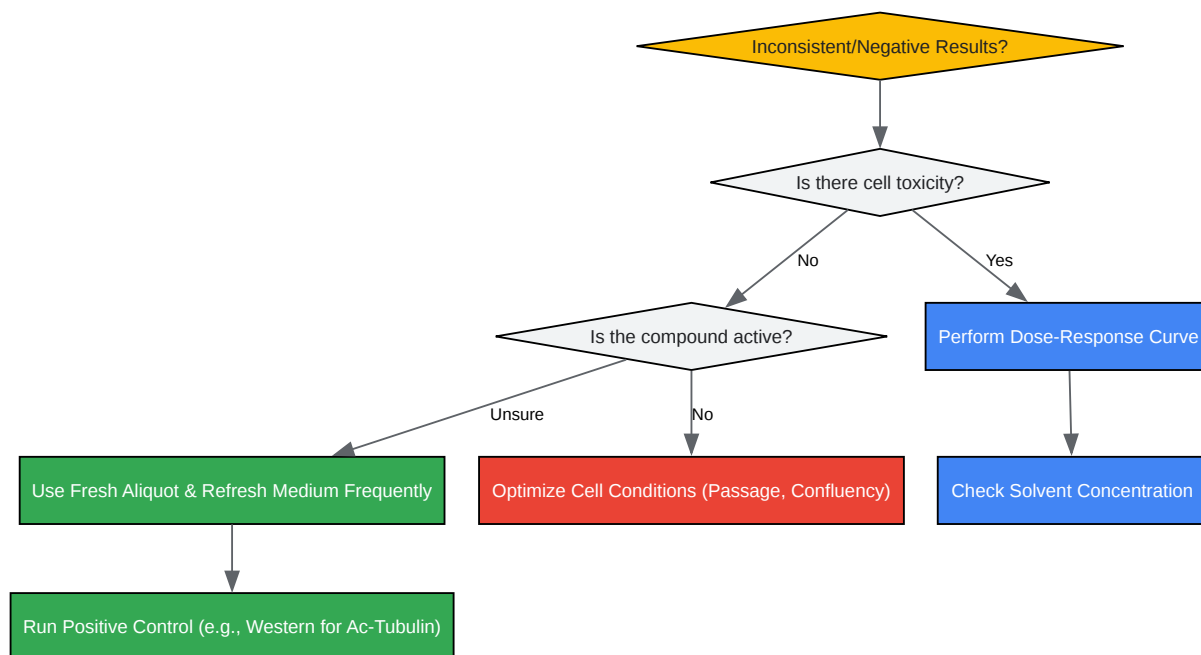 Inconsistent/Negative Results?
Is there cell toxicity?
No
Yes
Is the compound active?
Perform Dose-Response Curve
Unsure
No
Use Fresh Aliquot & Refresh Medium Frequently
Optimize Cell Conditions (Passage, Confluency)
Check Solvent Concentration
Run Positive Control (e.g., Western for Ac-Tubulin)